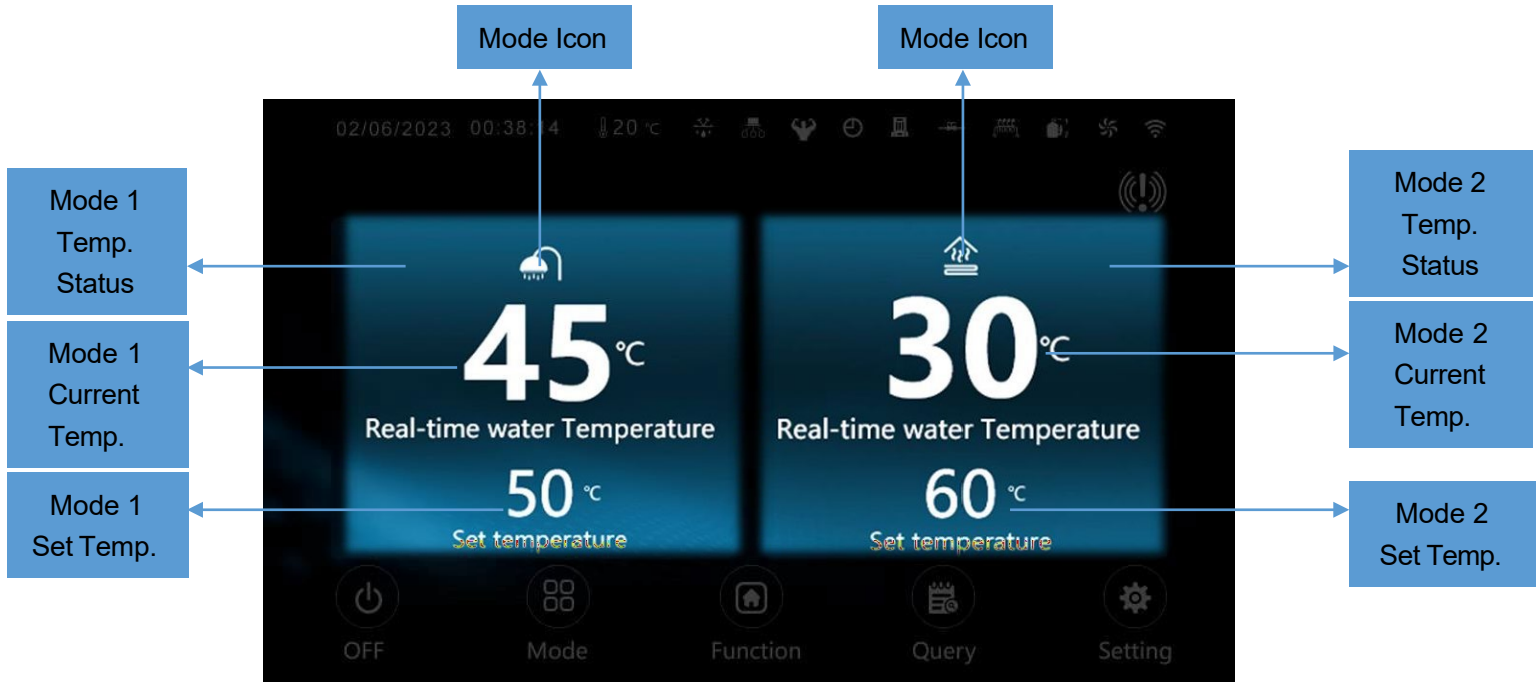 Mode Icon
Mode Icon
02/06/2023 00:38:14 20 ℃
Mode 1
Temp.
Status
Mode 2
Temp.
Status
45 ℃
30 ℃
Mode 1
Current
Temp.
Mode 2
Current
Temp.
Real-time water Temperature
Real-time water Temperature
50 ℃
60 ℃
Mode 1
Set Temp.
Mode 2
Set Temp.
Set temperature
Set temperature
OFF
Mode
Function
Query
Setting